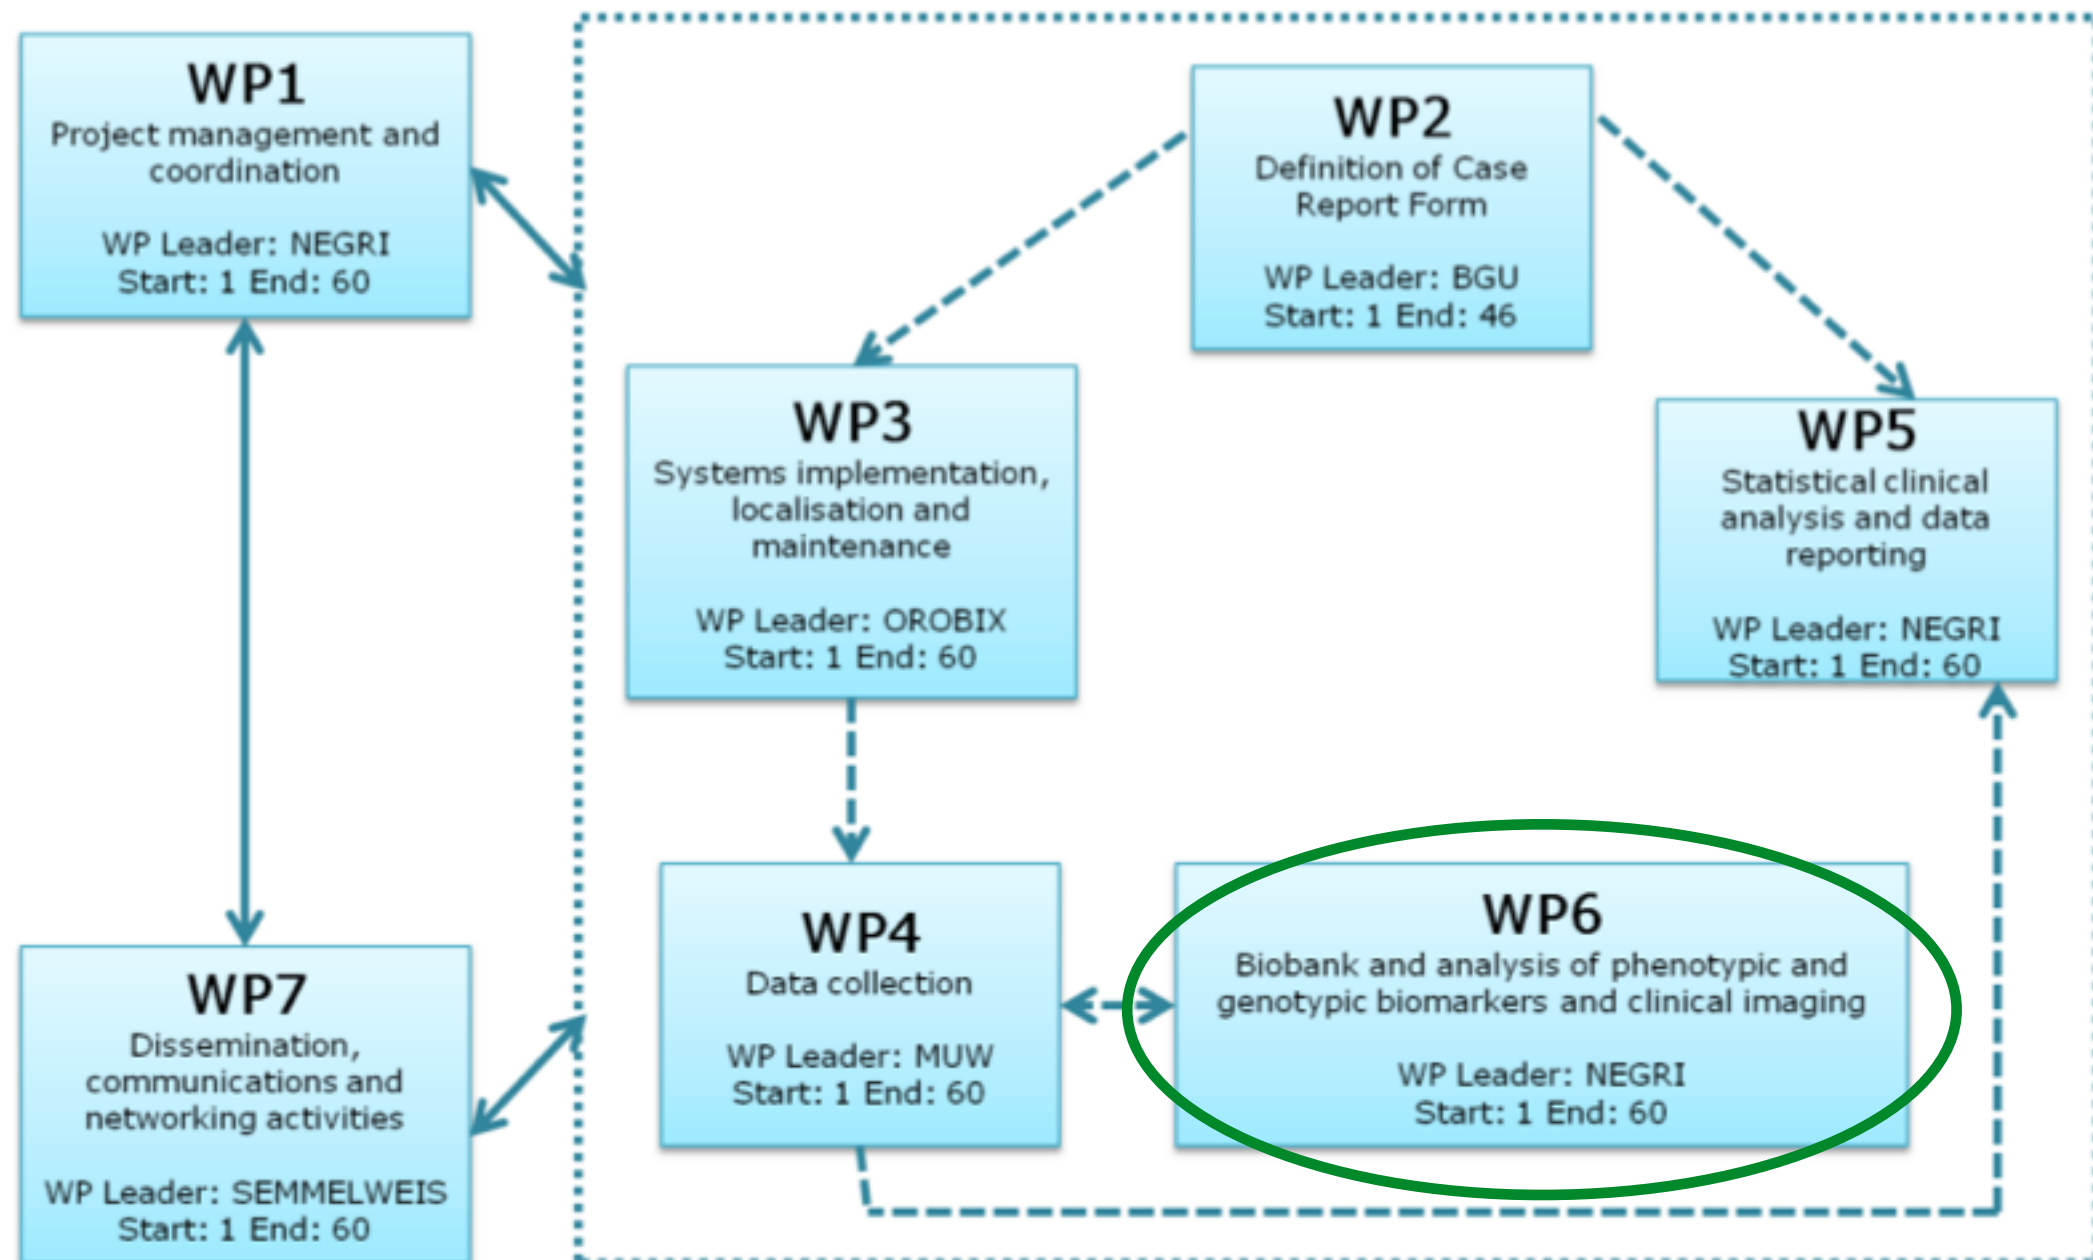 WP1
Project management and
coordination
WP Leader: NEGRI
Start: 1 End: 60
WP2
Definition of Case
Report Form
WP Leader: BGU
Start: 1 End: 46
WP3
Systems implementation,
localisation and
maintenance
WP Leader: OROBIX
Start: 1 End: 60
WP5
Statistical clinical
analysis and data
reporting
WP Leader: NEGRI
Start: 1 End: 60
WP4
Data collection
WP Leader: MUW
Start: 1 End: 60
WP6
Biobank and analysis of phenotypic and
genotypic biomarkers and clinical imaging
WP Leader: NEGRI
Start: 1 End: 60
WP7
Dissemination,
communications and
networking activities
WP Leader: SEMMELWEIS
Start: 1 End: 60